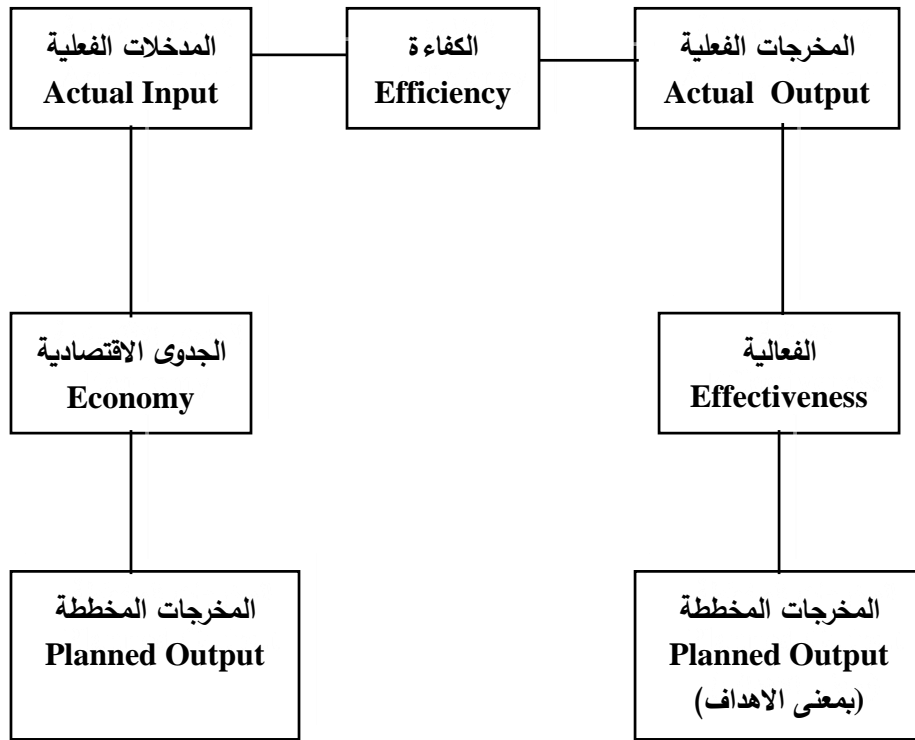 المدخلات الفعلية
Actual Input
الكفاءة
Efficiency
المخرجات الفعلية
Actual Output
الجدوى الاقتصادية
Economy
الفعالية
Effectiveness
المخرجات المخططة
Planned Output
المخرجات المخططة
Planned Output
(بمعنى الاهداف)